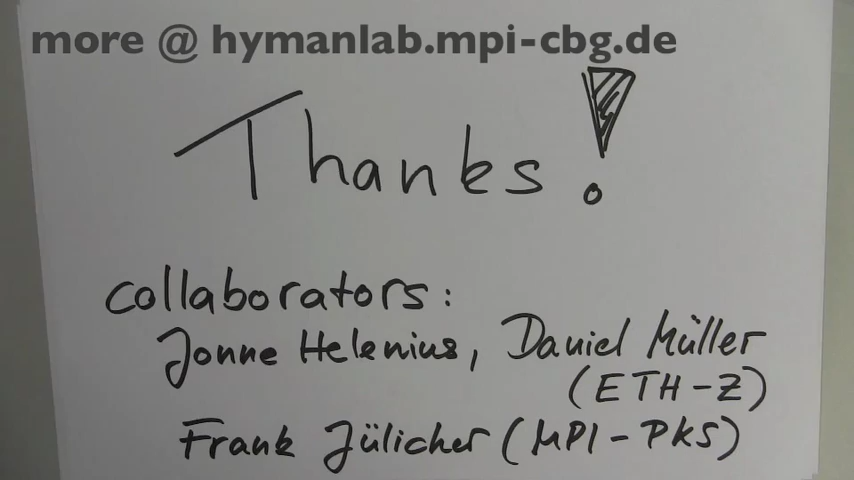 more @ hymanlab.mpi-cbg.de
Thanks!
collaborators:
Jonne Helenius, Daniel Müller
(ETH-Z)
Frank Jülicher (MPI-PKS)